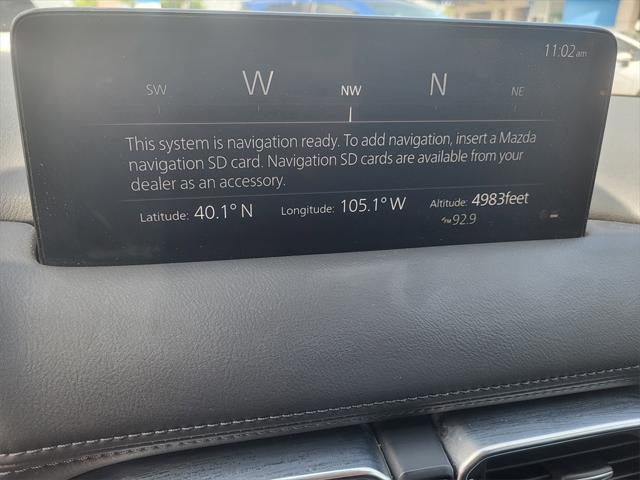 11:02am
SW W NW N NE
This system is navigation ready. To add navigation, insert a Mazda
navigation SD card. Navigation SD cards are available from your
dealer as an accessory.
Latitude: 40.1° N Longitude: 105.1° W Altitude: 4983feet
FM 92.9